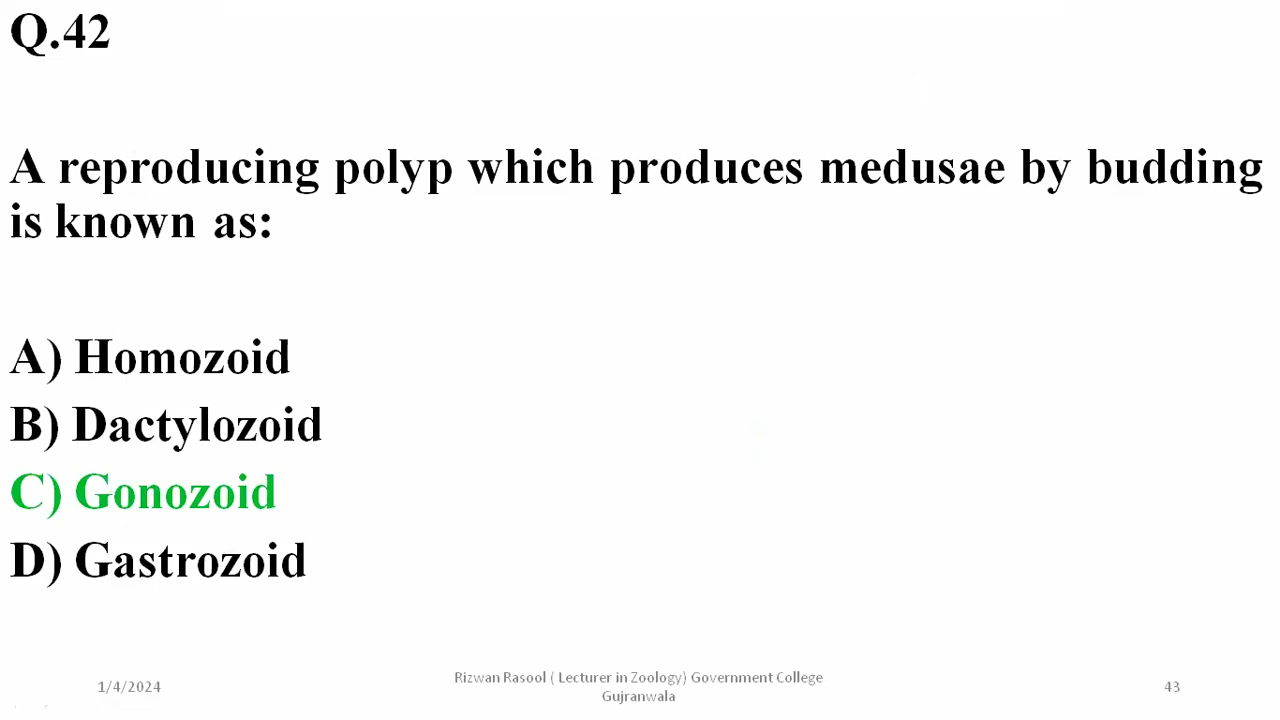 Q.42
A reproducing polyp which produces medusae by budding
is known as:
A) Homozoid
B) Dactylozoid
C) Gonozoid
D) Gastrozoid
1/4/2024
Rizwan Rasool ( Lecturer in Zoology) Government College
Gujranwala
43